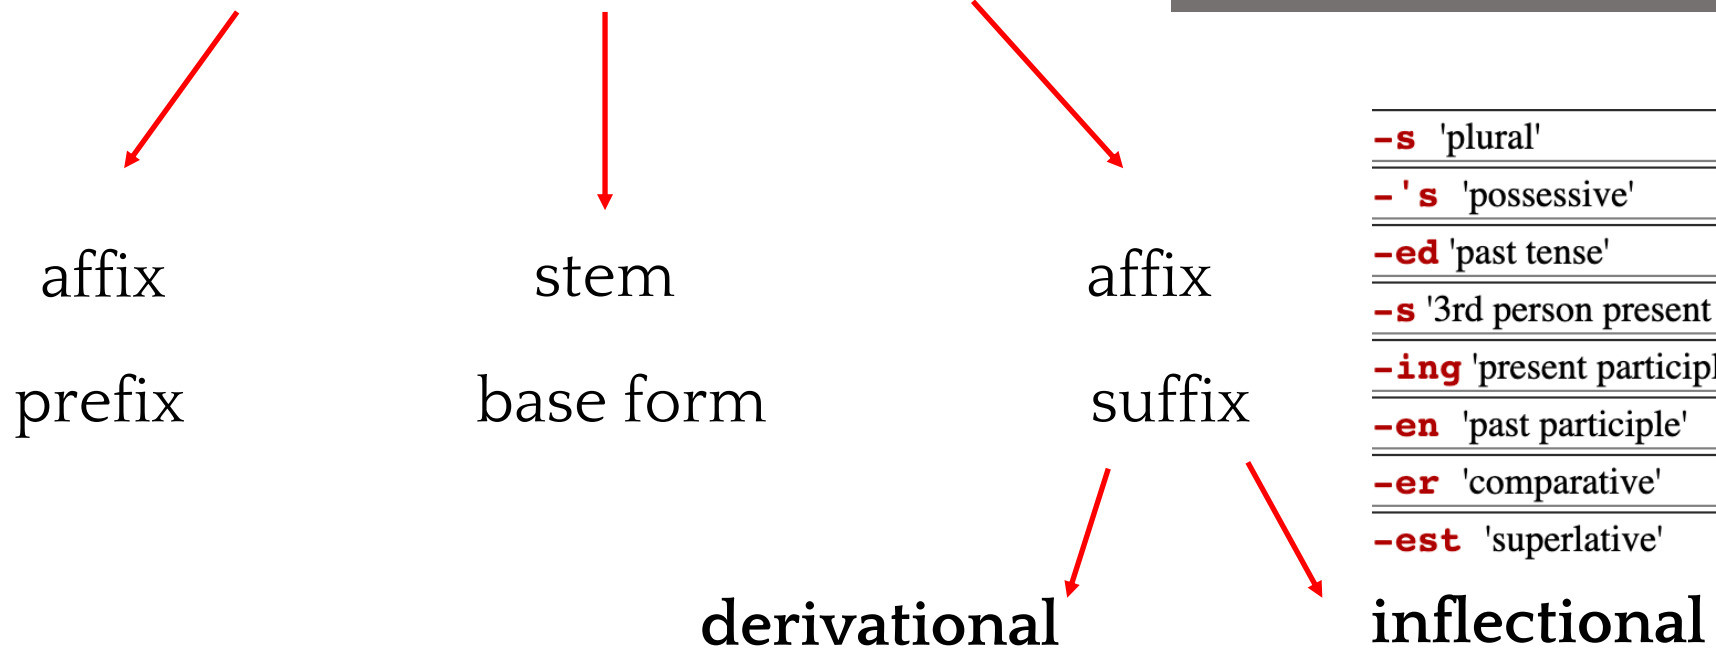 affix
stem
affix
prefix
base form
suffix
derivational
inflectional
-s 'plural'
-'s 'possessive'
-ed 'past tense'
-s '3rd person present
-ing 'present particip
-en 'past participle'
-er 'comparative'
-est 'superlative'